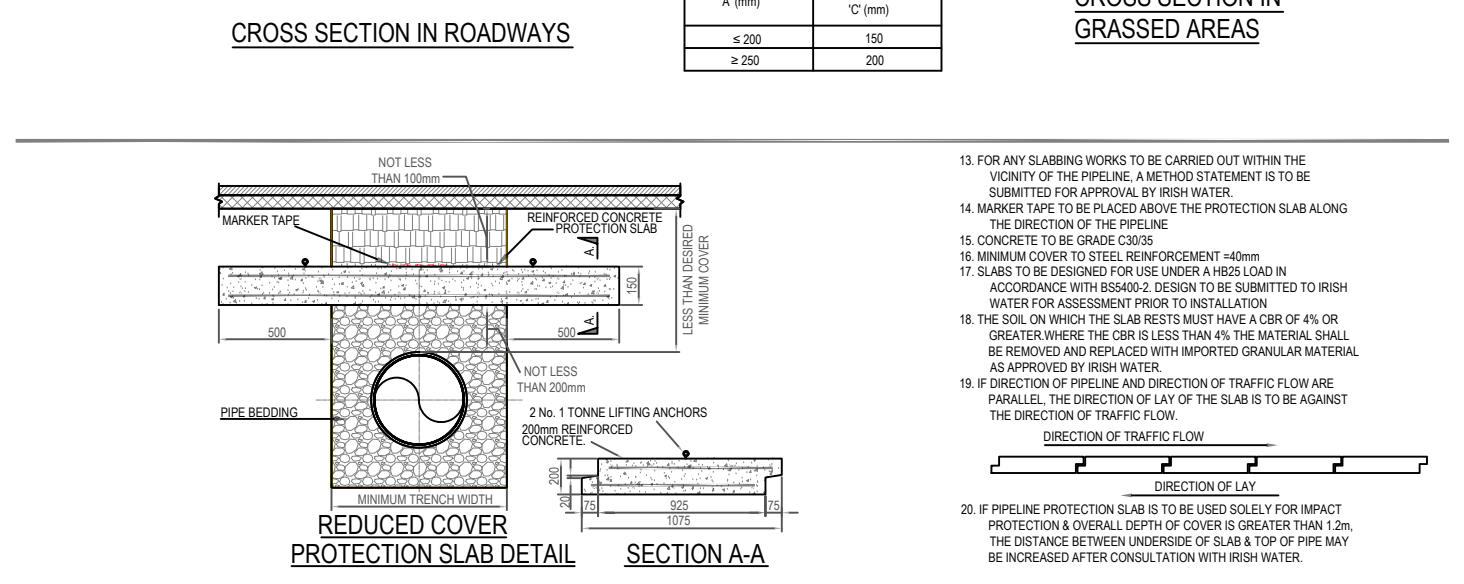 CROSS SECTION IN ROADWAYS
'C' (mm)
≤ 200 150
≥ 250 200
GRASSED AREAS
NOT LESS
THAN 100mm
MARKER TAPE
REINFORCED CONCRETE
PROTECTION SLAB
A.
A.
150
LESS THAN DESIRED
MINIMUM COVER
500
500
NOT LESS
THAN 200mm
PIPE BEDDING
MINIMUM TRENCH WIDTH
REDUCED COVER
PROTECTION SLAB DETAIL
2 No. 1 TONNE LIFTING ANCHORS
200mm REINFORCED
CONCRETE.
200
20
75
925
75
1075
SECTION A-A
13. FOR ANY SLABBING WORKS TO BE CARRIED OUT WITHIN THE
VICINITY OF THE PIPELINE, A METHOD STATEMENT IS TO BE
SUBMITTED FOR APPROVAL BY IRISH WATER.
14. MARKER TAPE TO BE PLACED ABOVE THE PROTECTION SLAB ALONG
THE DIRECTION OF THE PIPELINE
15. CONCRETE TO BE GRADE C30/35
16. MINIMUM COVER TO STEEL REINFORCEMENT =40mm
17. SLABS TO BE DESIGNED FOR USE UNDER A HB25 LOAD IN
ACCORDANCE WITH BS5400-2. DESIGN TO BE SUBMITTED TO IRISH
WATER FOR ASSESSMENT PRIOR TO INSTALLATION
18. THE SOIL ON WHICH THE SLAB RESTS MUST HAVE A CBR OF 4% OR
GREATER.WHERE THE CBR IS LESS THAN 4% THE MATERIAL SHALL
BE REMOVED AND REPLACED WITH IMPORTED GRANULAR MATERIAL
AS APPROVED BY IRISH WATER.
19. IF DIRECTION OF PIPELINE AND DIRECTION OF TRAFFIC FLOW ARE
PARALLEL, THE DIRECTION OF LAY OF THE SLAB IS TO BE AGAINST
THE DIRECTION OF TRAFFIC FLOW.
DIRECTION OF TRAFFIC FLOW
DIRECTION OF LAY
20. IF PIPELINE PROTECTION SLAB IS TO BE USED SOLELY FOR IMPACT
PROTECTION & OVERALL DEPTH OF COVER IS GREATER THAN 1.2m,
THE DISTANCE BETWEEN UNDERSIDE OF SLAB & TOP OF PIPE MAY
BE INCREASED AFTER CONSULTATION WITH IRISH WATER.